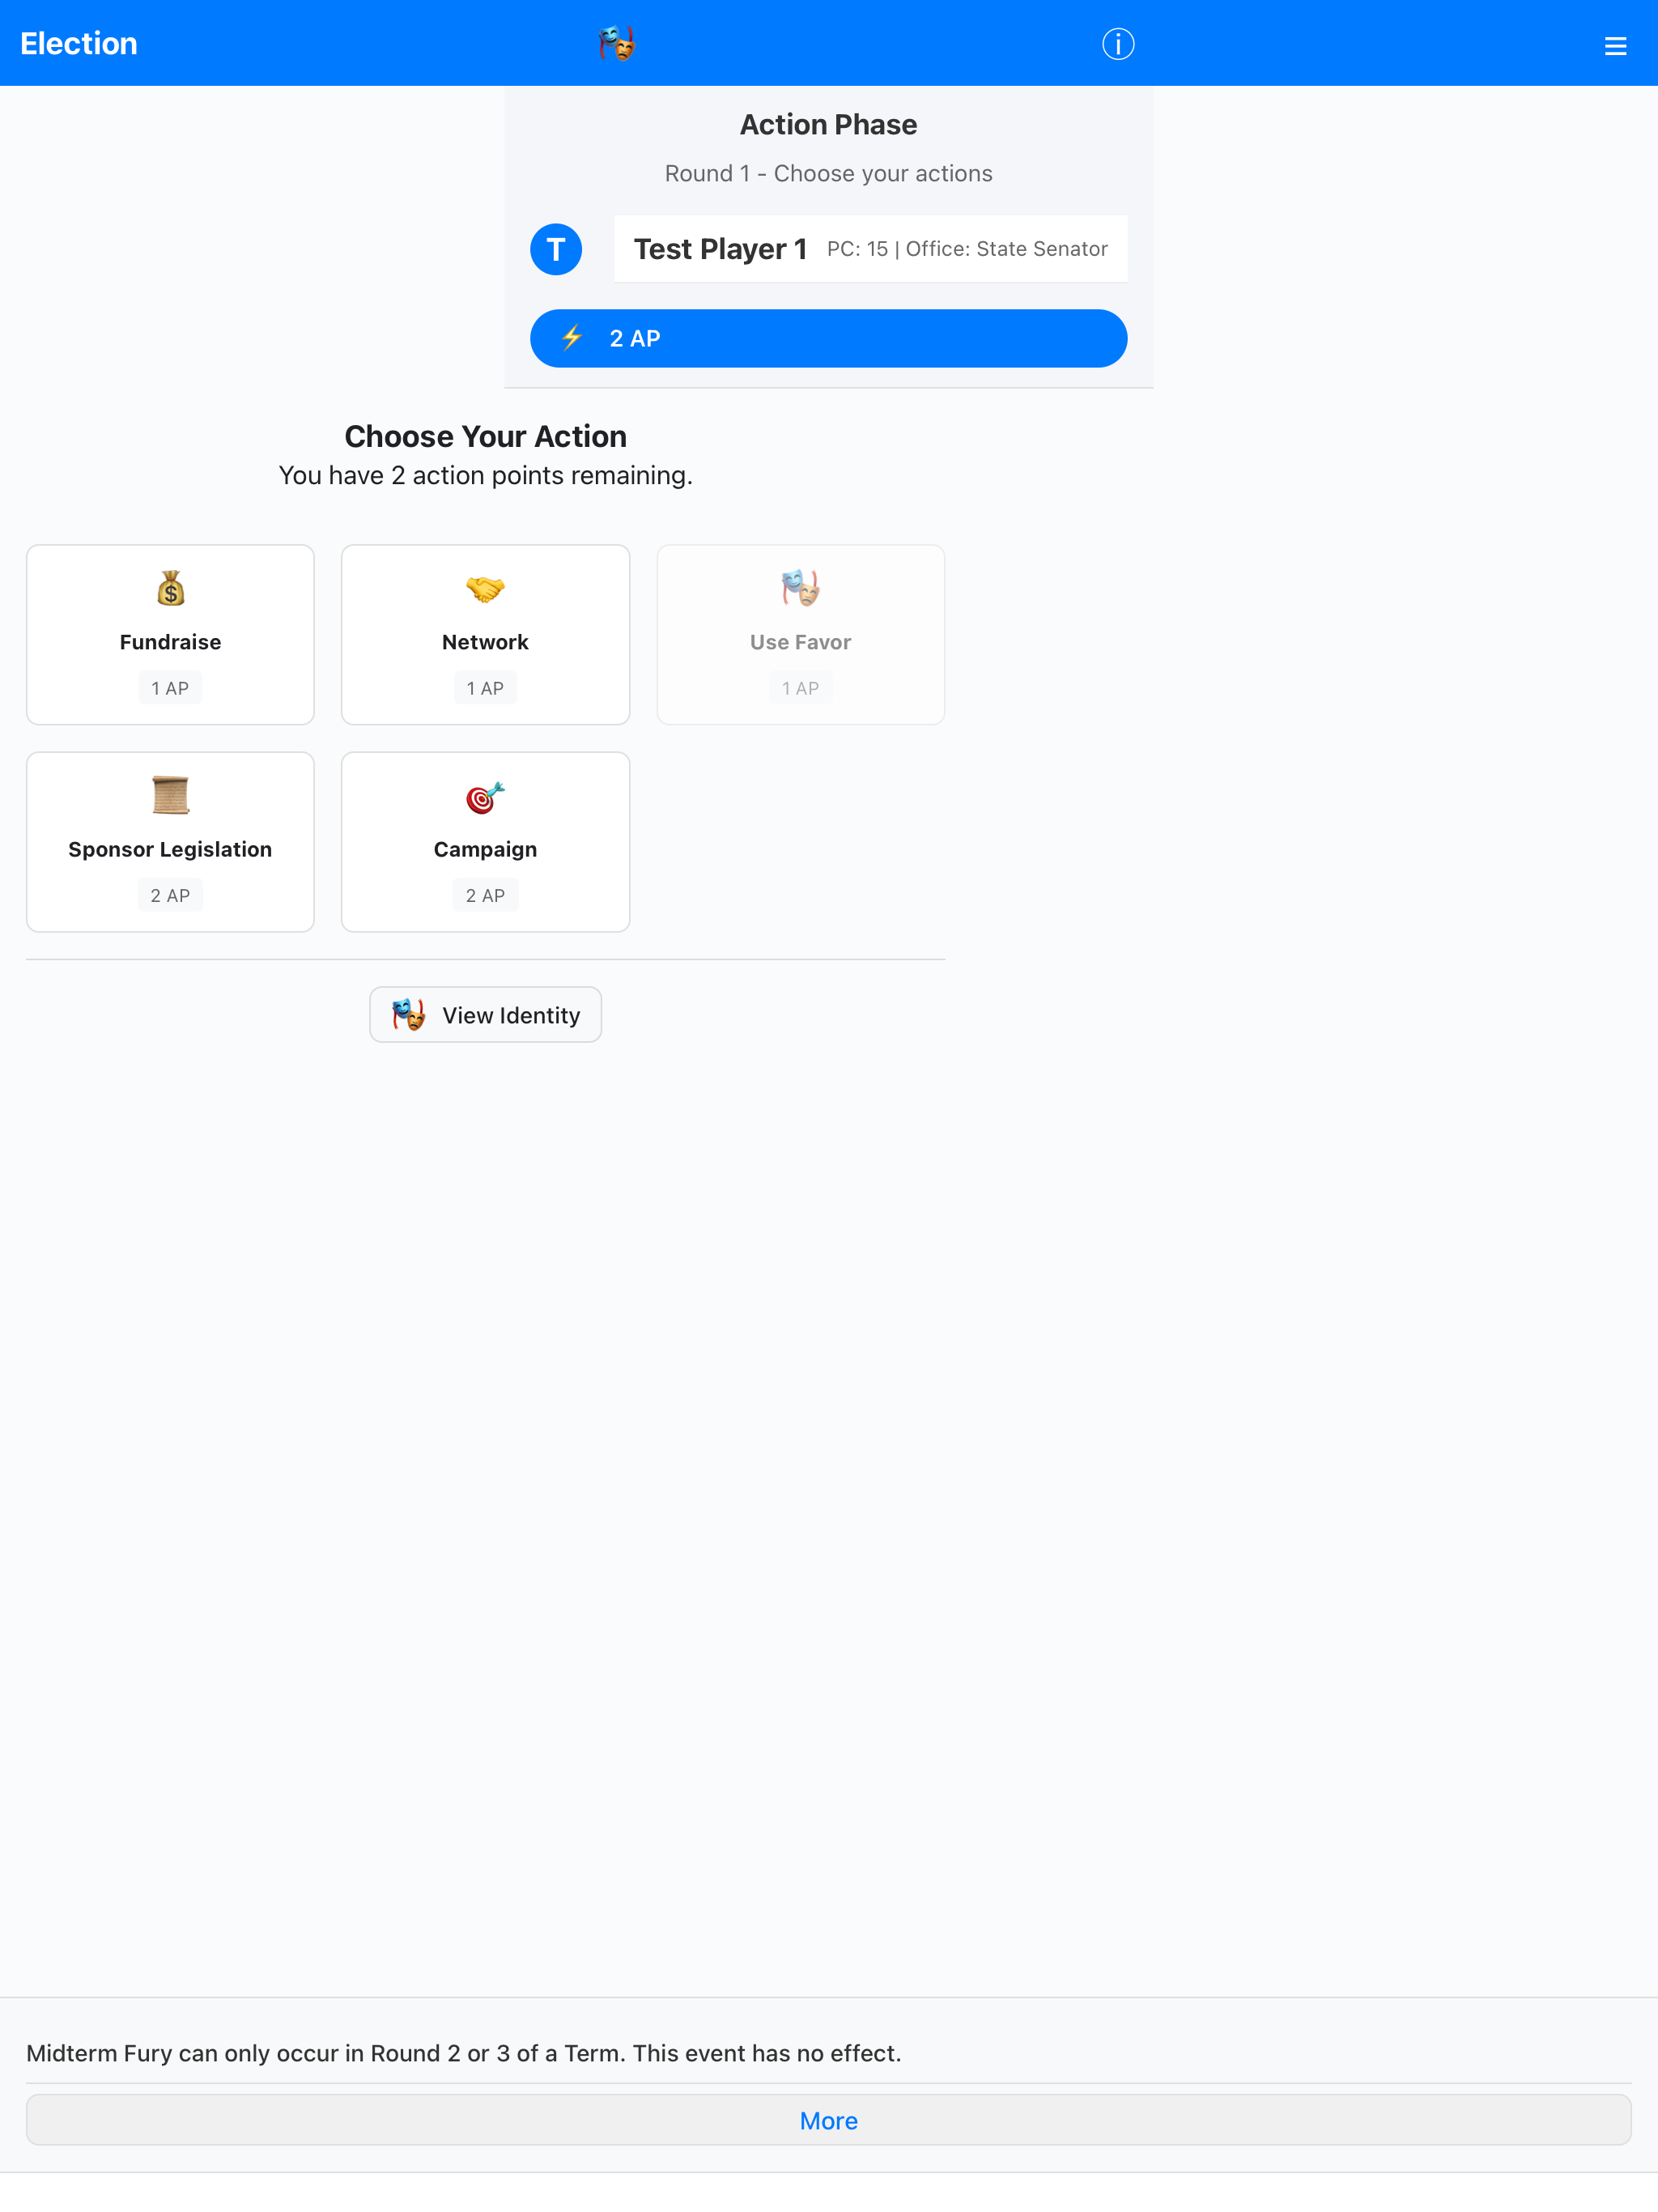 Election
Action Phase
Round 1 - Choose your actions
T
Test Player 1 PC: 15 | Office: State Senator
2 AP
Choose Your Action
You have 2 action points remaining.
Fundraise
1 AP
Network
1 AP
Use Favor
1 AP
Sponsor Legislation
2 AP
Campaign
2 AP
View Identity
Midterm Fury can only occur in Round 2 or 3 of a Term. This event has no effect.
More